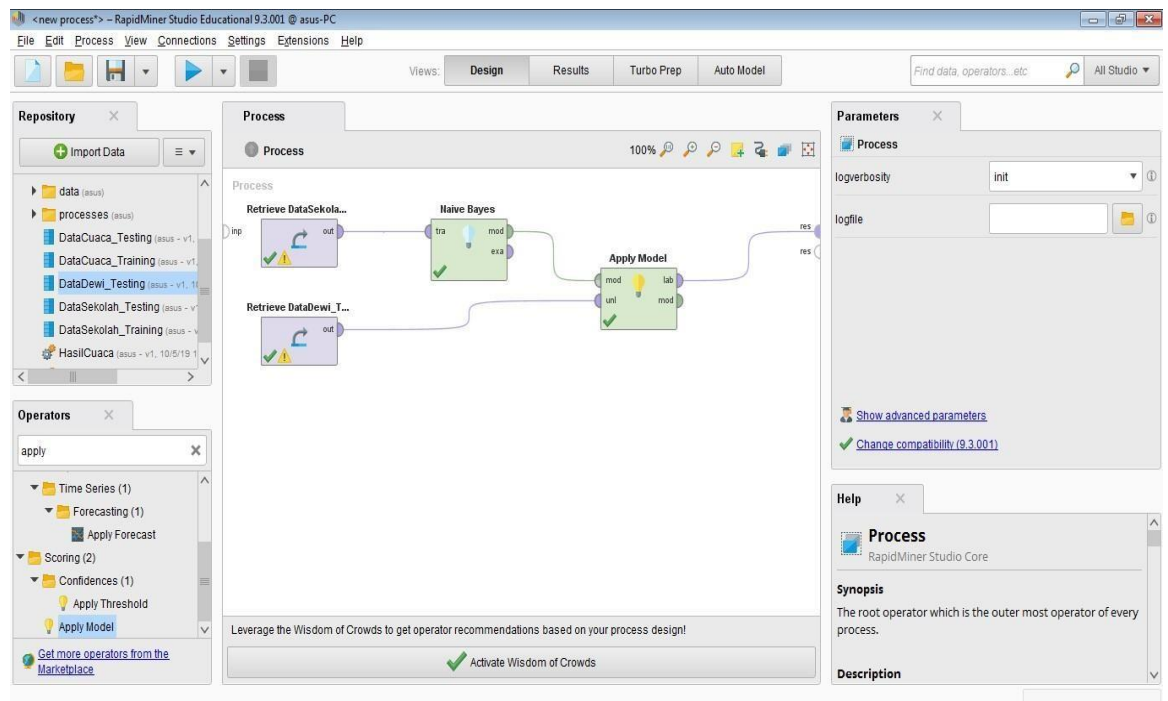 <new process*> – RapidMiner Studio Educational 9.3.001 @ asus-PC
File Edit Process View Connections Settings Extensions Help
Views: Design Results Turbo Prep Auto Model
Find data, operators...etc
All Studio
Repository
Import Data
data (asus)
processes (asus)
DataCuaca_Testing (asus - v1,
DataCuaca_Training (asus - v1,
DataDewi_Testing (asus - v1, 1
DataSekolah_Testing (asus - v
DataSekolah_Training (asus - v
HasilCuaca (asus - v1, 10/5/19 1
Operators
apply
Time Series (1)
Forecasting (1)
Apply Forecast
Scoring (2)
Confidences (1)
Apply Threshold
Apply Model
Get more operators from the
Marketplace
Process
Process
100%
Process
inp
Retrieve DataSekola...
out
Naive Bayes
tra mod
exa
Apply Model
mod lab
unl mod
Retrieve DataDewi_T...
out
res
res
Leverage the Wisdom of Crowds to get operator recommendations based on your process design!
Activate Wisdom of Crowds
Parameters
Process
logverbosity init
logfile
Show advanced parameters
Change compatibility (9.3.001)
Help
Process
RapidMiner Studio Core
Synopsis
The root operator which is the outer most operator of every
process.
Description